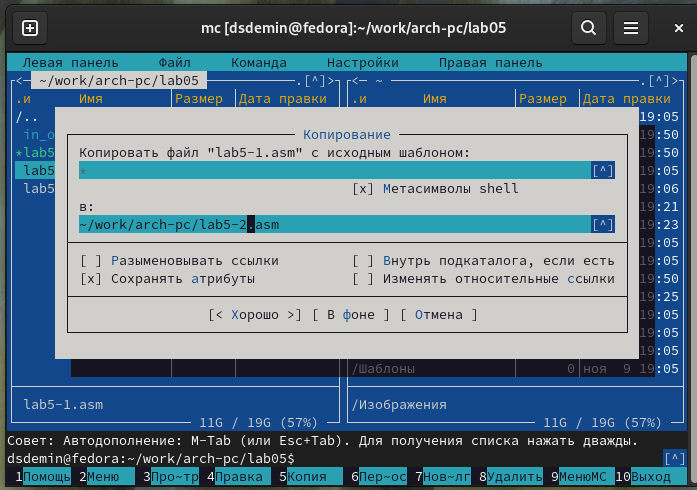 mc [dsdemin@fedora]:~/work/arch-pc/lab05
Левая панель Файл Команда Настройки Правая панель
<— ~/work/arch-pc/lab05 .[^]> <— ~ .[^]>
.и Имя Размер Дата правки .и Имя Размер Дата правки
/.. 19:05
in_o 19:50
*lab5 19:50
lab5 19:05
lab5 19:06
19:21
19:23
19:05
19:05
19:50
19:25
19:05
19:05
19:05
Копирование
Копировать файл "lab5-1.asm" с исходным шаблоном:
* [^]
[x] Метасимволы shell
в:
~/work/arch-pc/lab5-2.asm [^]
[ ] Разыменовывать ссылки [ ] Внутрь подкаталога, если есть
[x] Сохранять атрибуты [ ] Изменять относительные ссылки
[< Хорошо >] [ В фоне ] [ Отмена ]
/Шаблоны 0 ноя 9 19:05
lab5-1.asm /Изображения
11G / 19G (57%) 11G / 19G (57%)
Совет: Автодополнение: M-Tab (или Esc+Tab). Для получения списка нажать дважды.
dsdemin@fedora:~/work/arch-pc/lab05$ [^]
1Помощь 2Меню 3Про~тр 4Правка 5Копия 6Пер~ос 7Нов~лг 8Удалить 9МенюMC 10Выход